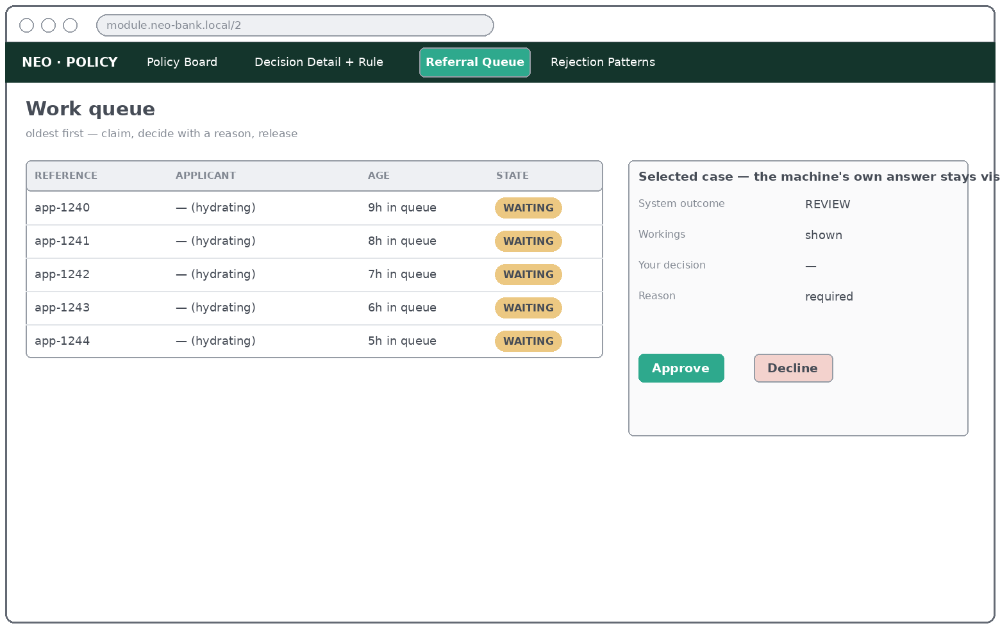 module.neo-bank.local/2
NEO · POLICY Policy Board Decision Detail + Rule Referral Queue Rejection Patterns
Work queue
oldest first — claim, decide with a reason, release
REFERENCE APPLICANT AGE STATE
app-1240 — (hydrating) 9h in queue WAITING
app-1241 — (hydrating) 8h in queue WAITING
app-1242 — (hydrating) 7h in queue WAITING
app-1243 — (hydrating) 6h in queue WAITING
app-1244 — (hydrating) 5h in queue WAITING
Selected case — the machine's own answer stays vis
System outcome REVIEW
Workings shown
Your decision —
Reason required
Approve Decline